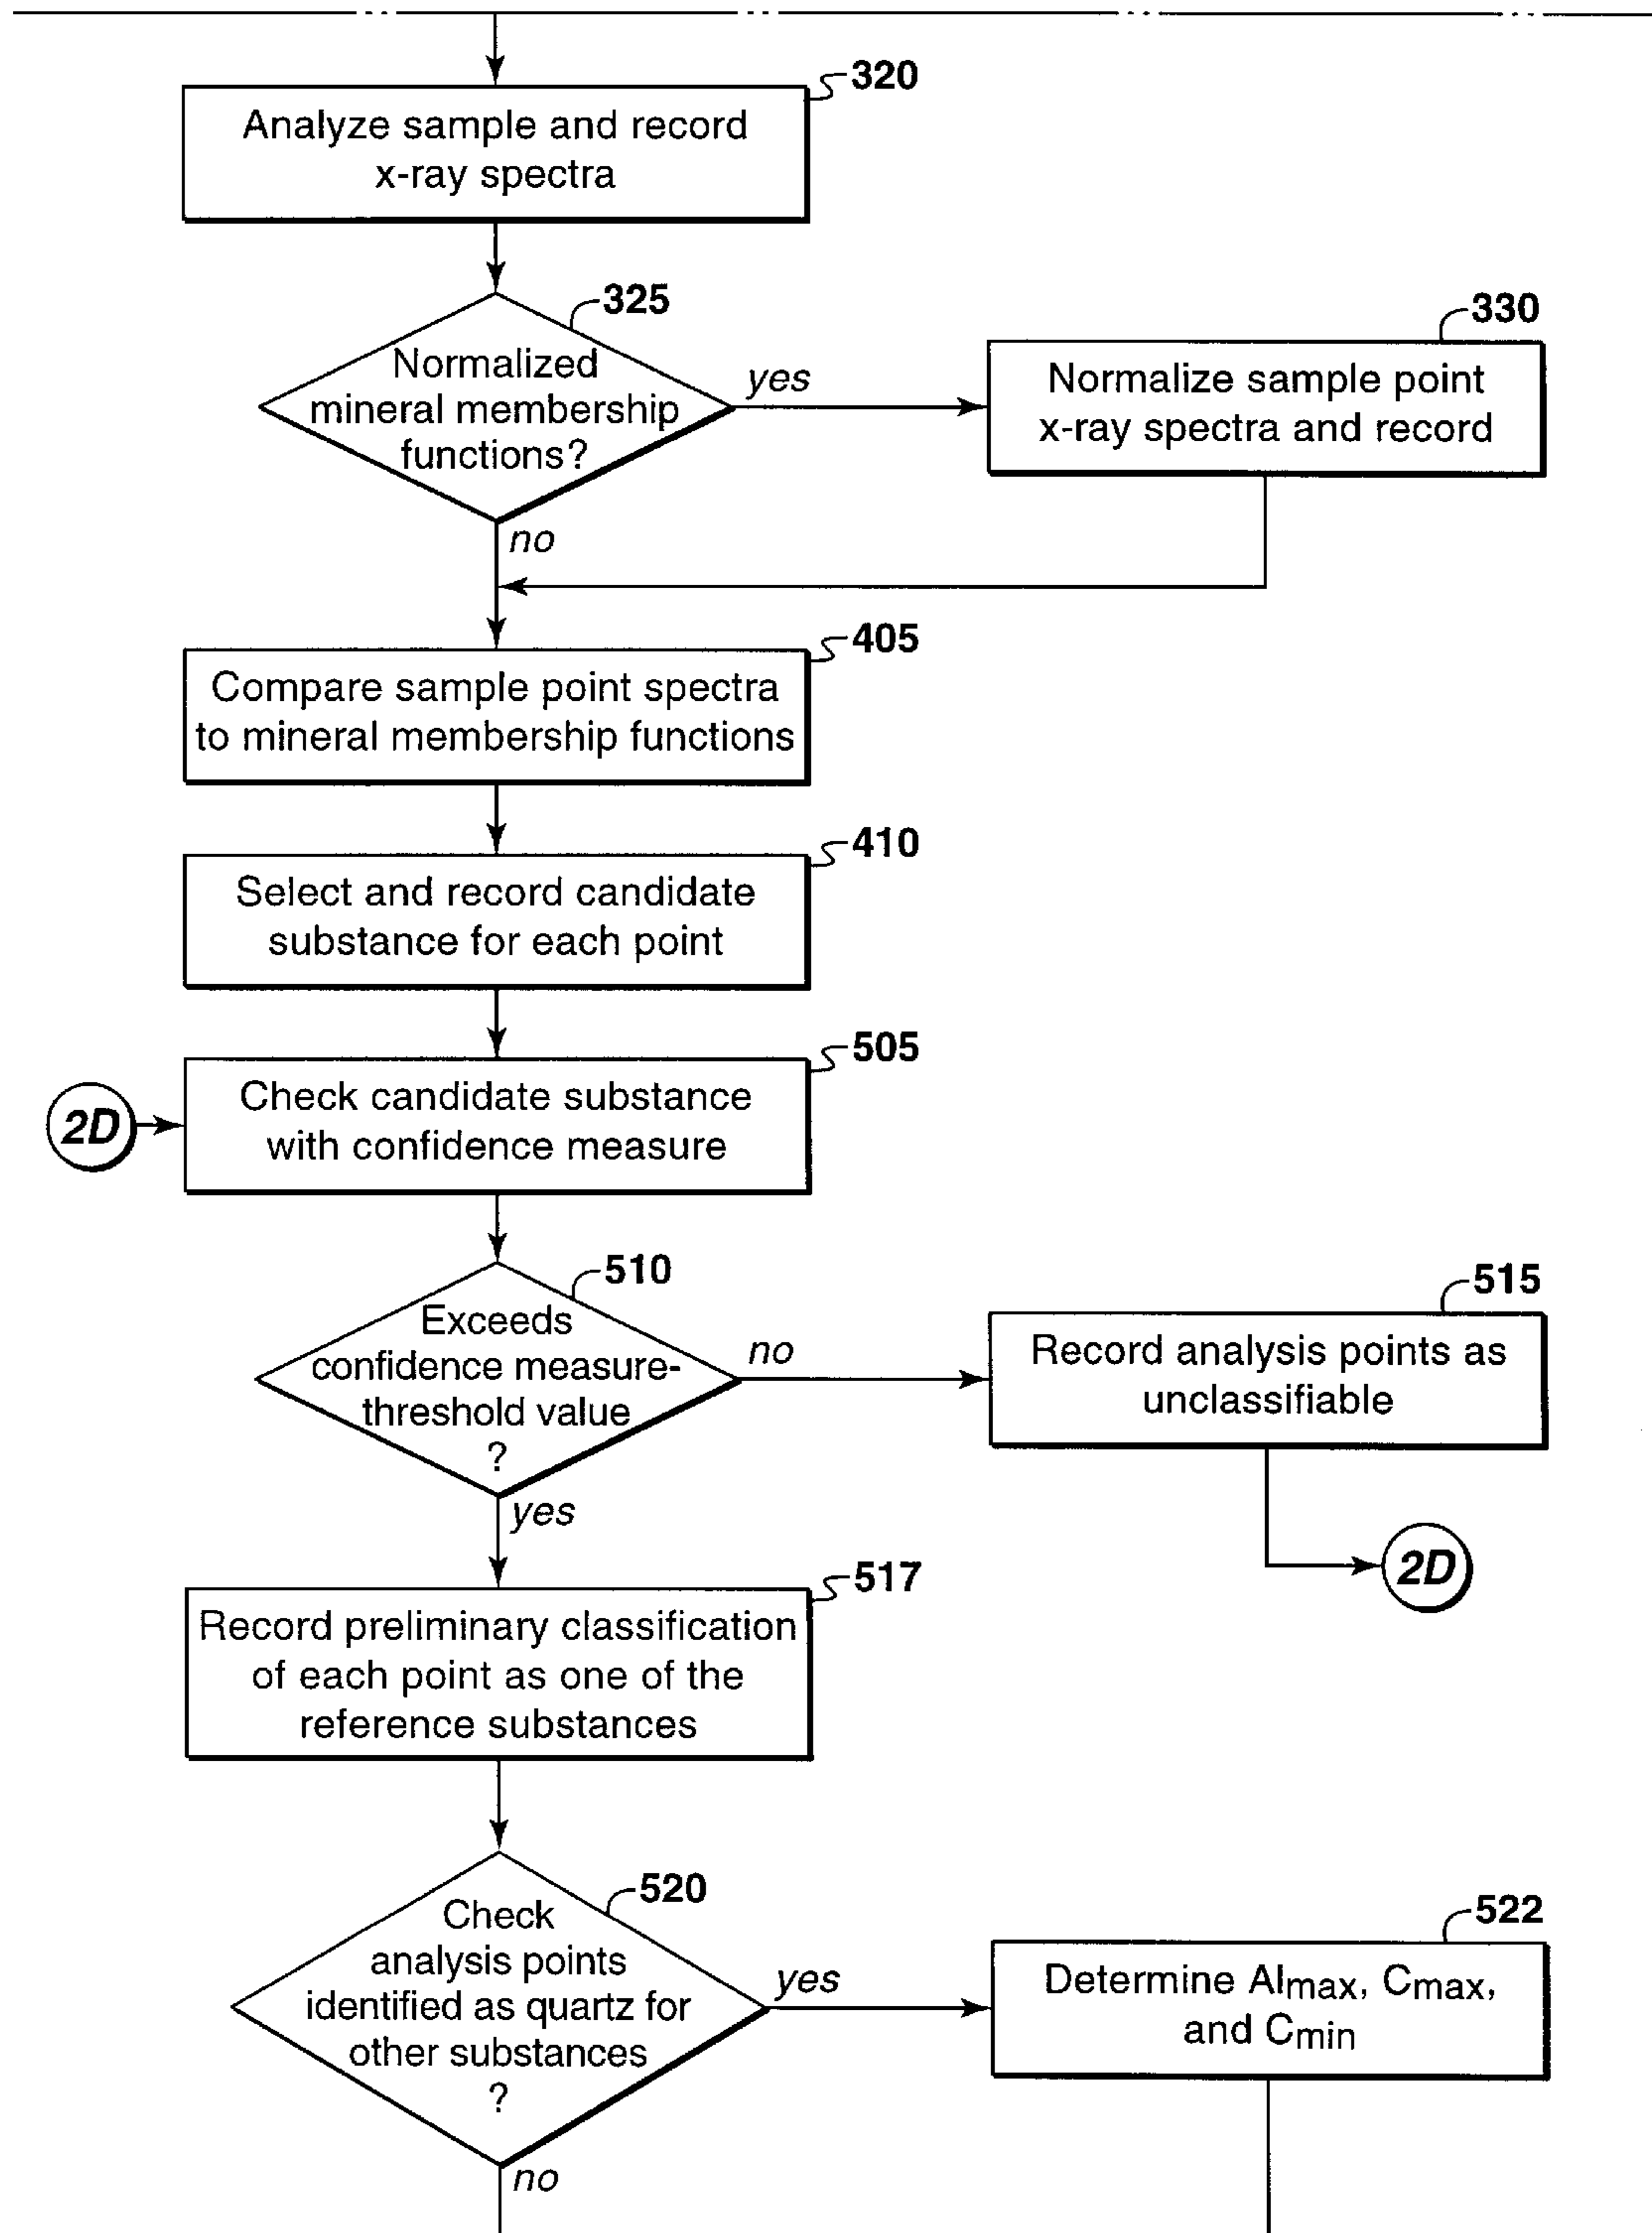 320
Analyze sample and record
x-ray spectra
325
Normalized
mineral membership
functions?
yes
330
Normalize sample point
x-ray spectra and record
no
405
Compare sample point spectra
to mineral membership functions
410
Select and record candidate
substance for each point
505
2D
Check candidate substance
with confidence measure
510
Exceeds
confidence measure-
threshold value
?
no
515
Record analysis points as
unclassifiable
yes
2D
517
Record preliminary classification
of each point as one of the
reference substances
520
Check
analysis points
identified as quartz for
other substances
?
yes
522
Determine Almax, Cmax,
and Cmin
no